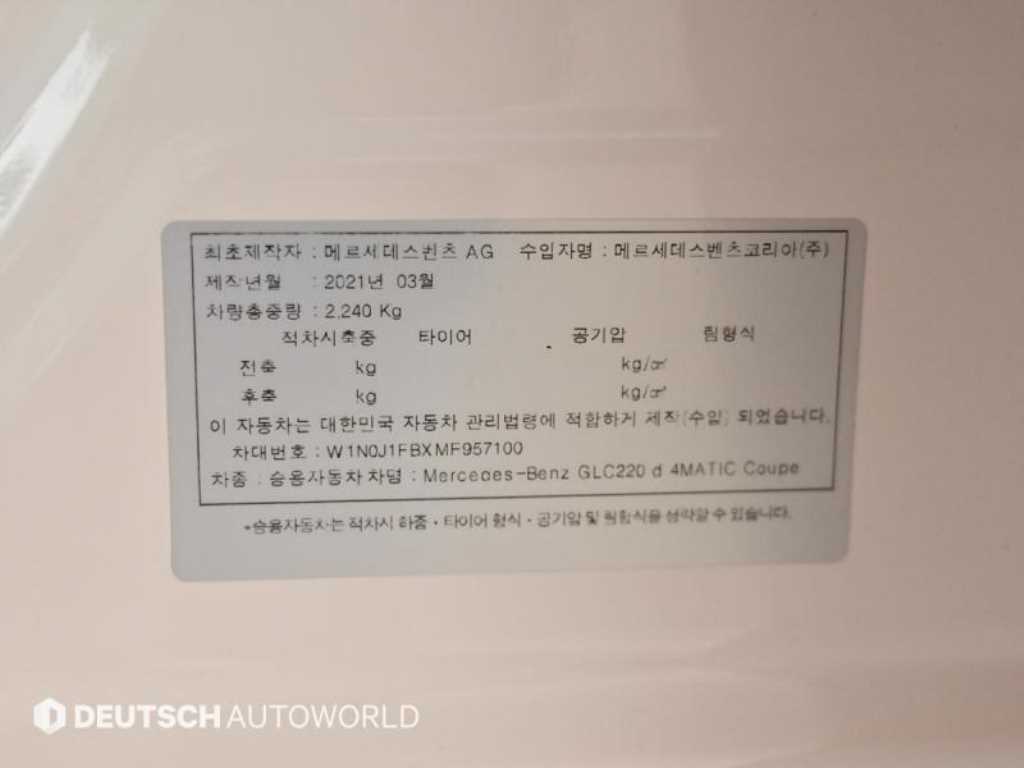 최초제작자 : 메르세데스벤츠 AG 수입자명 : 메르세데스벤츠코리아(주)
제작년월 : 2021년 03월
차량총중량 : 2,240 Kg
적차시축중 타이어 공기압 림형식
전축 kg kg/㎠
후축 kg kg/㎠
이 자동차는 대한민국 자동차 관리법령에 적합하게 제작(수입) 되었습니다.
차대번호 : W1N0J1FBXMF957100
차종 : 승용자동차 차명 : Mercedes-Benz GLC220 d 4MATIC Coupe
*승용자동차는 적차시 하중·타이어 형식·공기압 및 림형식을 생략할 수 있습니다.
DEUTSCH AUTOWORLD